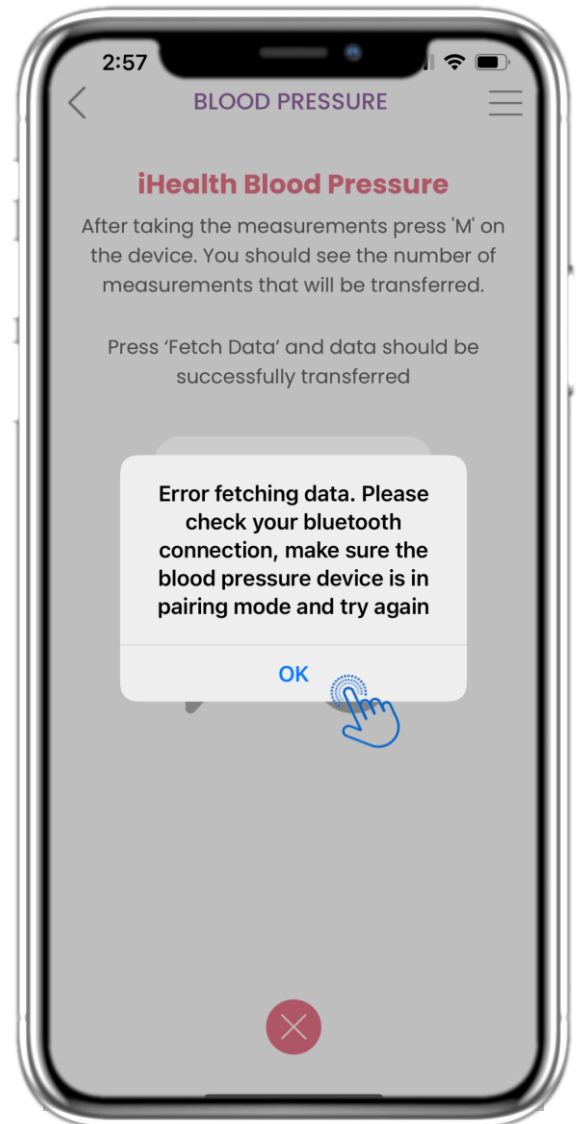 2:57
BLOOD PRESSURE
iHealth Blood Pressure
After taking the measurements press 'M' on
the device. You should see the number of
measurements that will be transferred.
Press ‘Fetch Data’ and data should be
successfully transferred
Error fetching data. Please
check your bluetooth
connection, make sure the
blood pressure device is in
pairing mode and try again
OK